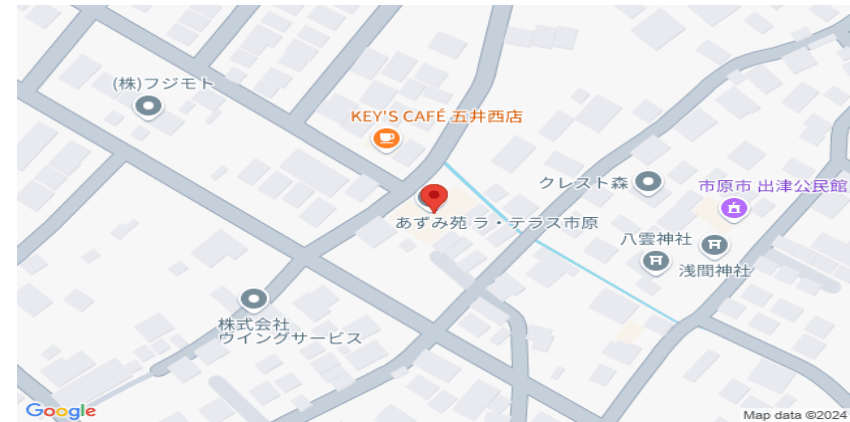 (株)フジモト
KEY'S CAFÉ 五井西店
クレスト森
市原市 出津公民館
あずみ苑 ラ・テラス市原
八雲神社
浅間神社
株式会社
ウイングサービス
Google
Map data ©2024